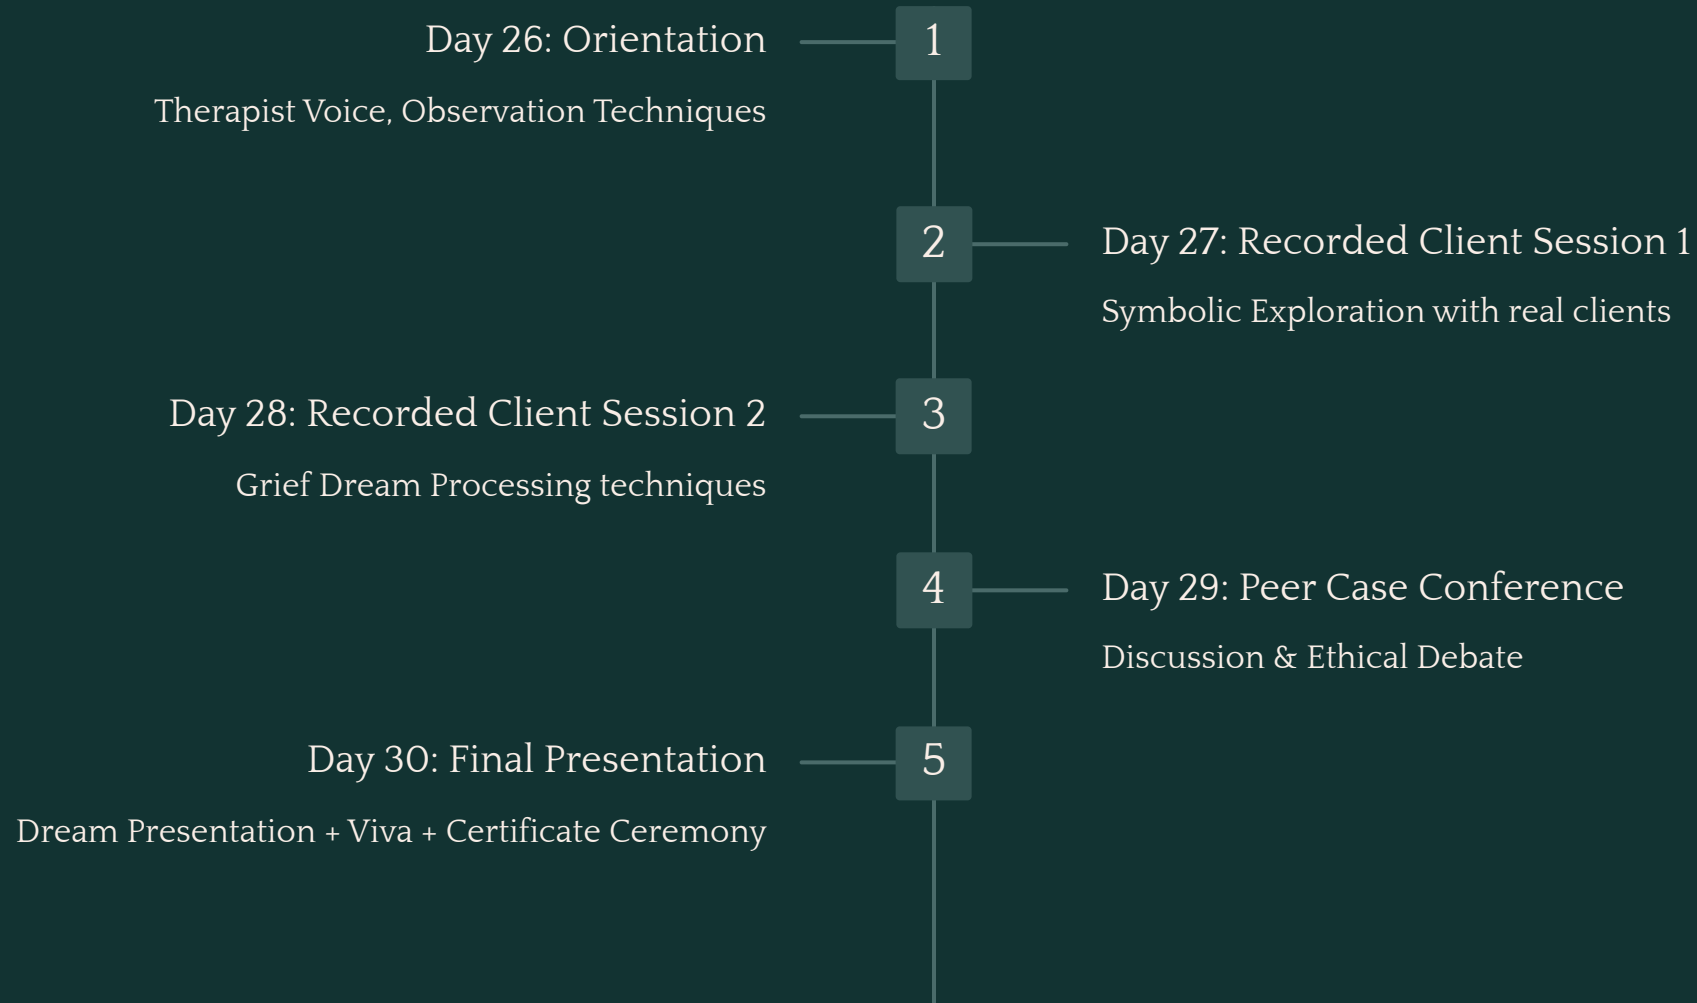 Day 26: Orientation
1
Therapist Voice, Observation Techniques
2
Day 27: Recorded Client Session 1
Symbolic Exploration with real clients
Day 28: Recorded Client Session 2
3
Grief Dream Processing techniques
4
Day 29: Peer Case Conference
Discussion & Ethical Debate
Day 30: Final Presentation
5
Dream Presentation + Viva + Certificate Ceremony